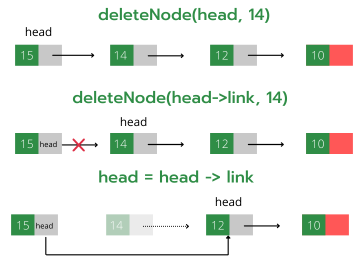 deleteNode(head, 14)
head
15 14 12 10
deleteNode(head->link, 14)
head
15 head 14 12 10
head = head -> link
head
15 head 14 12 10